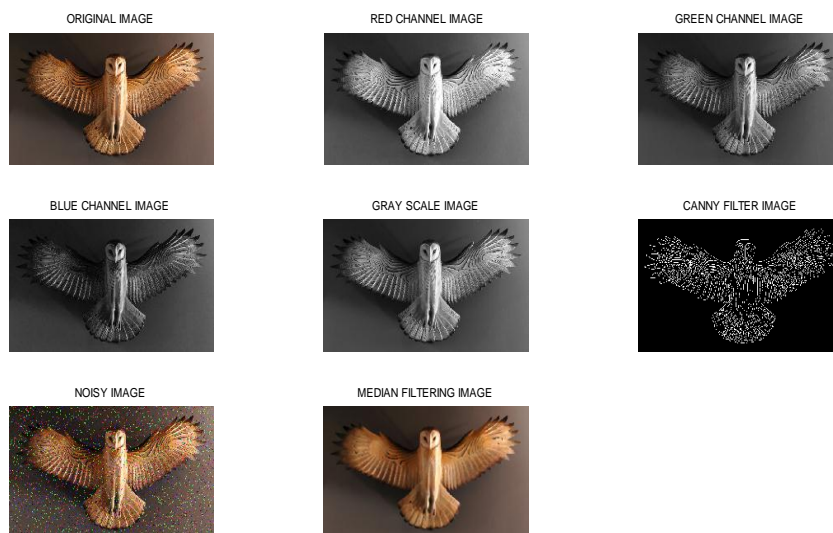 ORIGINAL IMAGE
RED CHANNEL IMAGE
GREEN CHANNEL IMAGE
BLUE CHANNEL IMAGE
GRAY SCALE IMAGE
CANNY FILTER IMAGE
NOISY IMAGE
MEDIAN FILTERING IMAGE